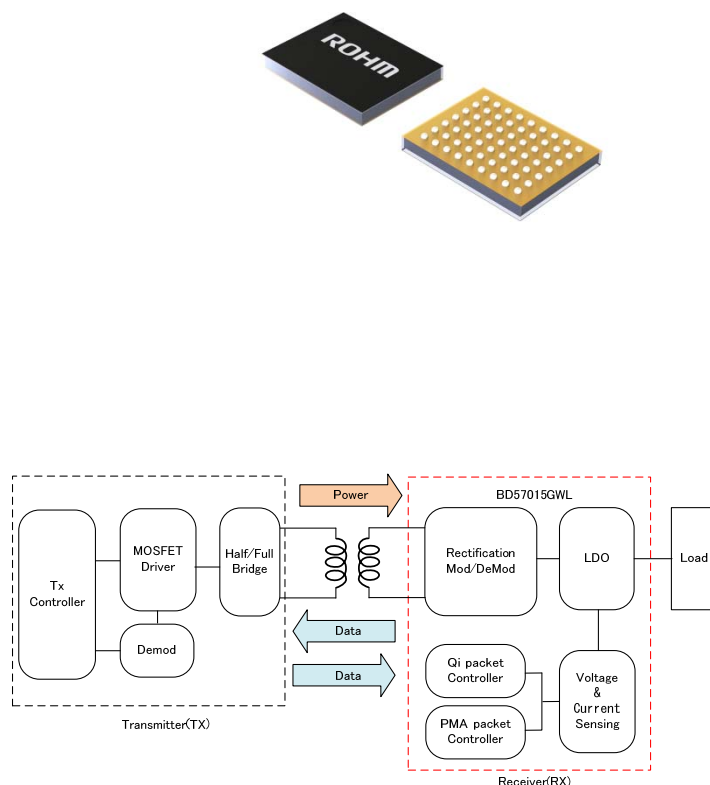 ROHM
Power
BD57015GWL
MOSFET
Driver
Half/Full
Bridge
Rectification
Mod/DeMod
LDO
Load
Tx
Controller
Demod
Data
Data
Qi packet
Controller
PMA packet
Controller
Voltage
&
Current
Sensing
Transmitter(TX)
Receiver(RX)